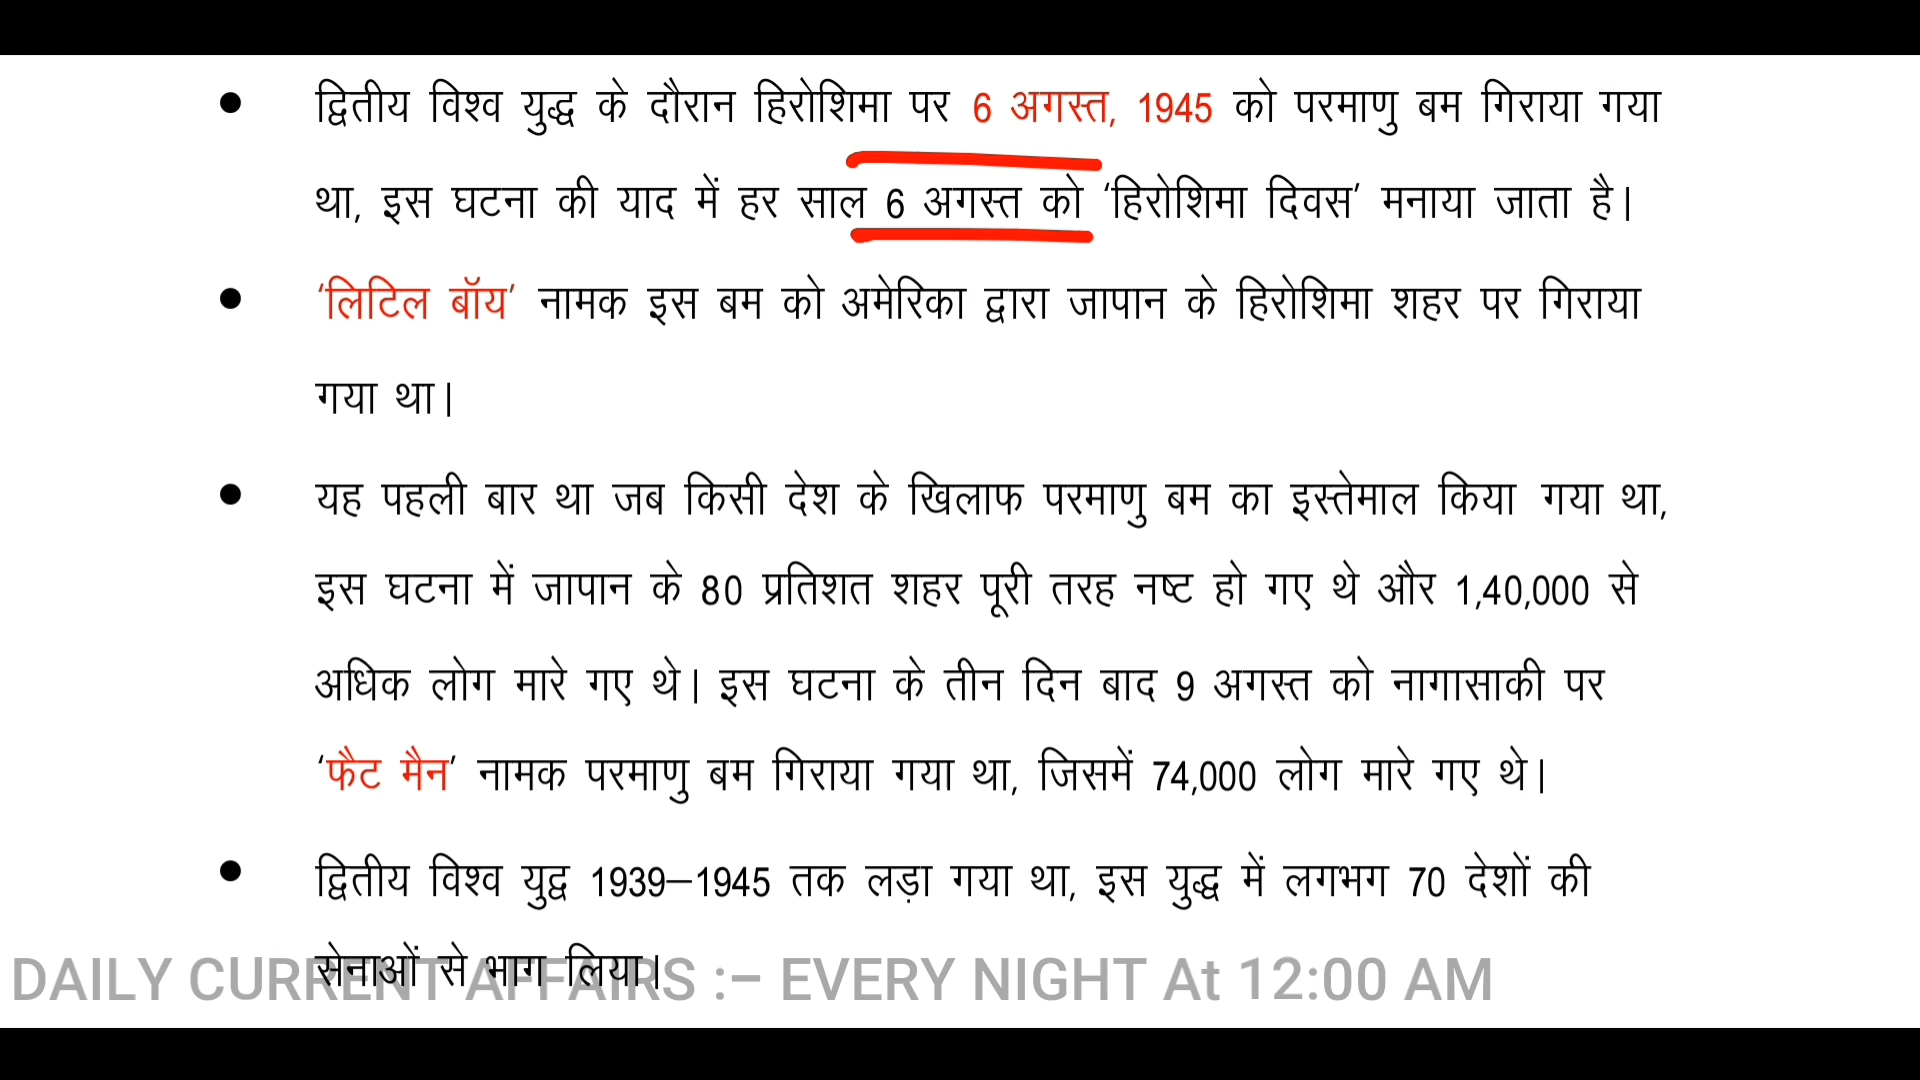 • द्वितीय विश्व युद्ध के दौरान हिरोशिमा पर 6 अगस्त, 1945 को परमाणु बम गिराया गया
था, इस घटना की याद में हर साल 6 अगस्त को ‘हिरोशिमा दिवस’ मनाया जाता है।
• ‘लिटिल बॉय’ नामक इस बम को अमेरिका द्वारा जापान के हिरोशिमा शहर पर गिराया
गया था।
• यह पहली बार था जब किसी देश के खिलाफ परमाणु बम का इस्तेमाल किया गया था,
इस घटना में जापान के 80 प्रतिशत शहर पूरी तरह नष्ट हो गए थे और 1,40,000 से
अधिक लोग मारे गए थे। इस घटना के तीन दिन बाद 9 अगस्त को नागासाकी पर
‘फैट मैन’ नामक परमाणु बम गिराया गया था, जिसमें 74,000 लोग मारे गए थे।
• द्वितीय विश्व युद्व 1939–1945 तक लड़ा गया था, इस युद्ध में लगभग 70 देशों की
सेनाओं से भाग लिया।
DAILY CURRENT AFFAIRS :– EVERY NIGHT At 12:00 AM